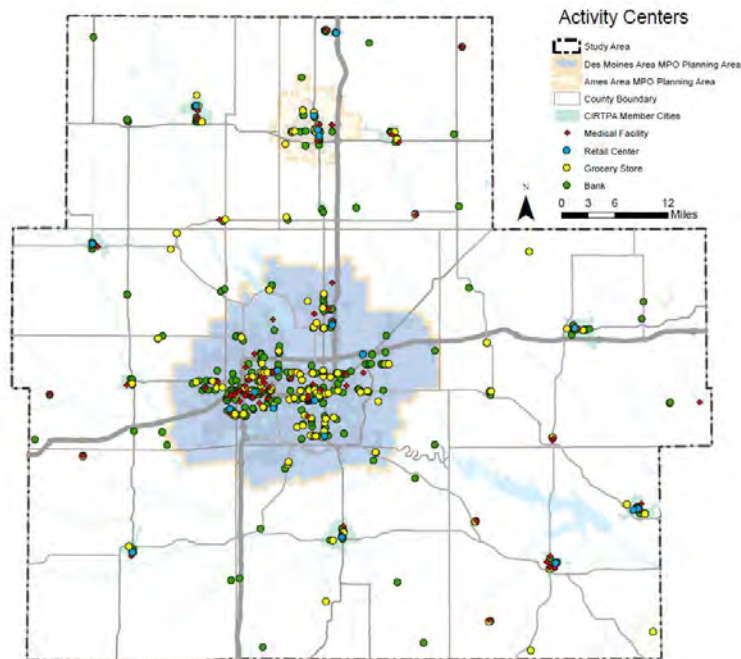 Activity Centers
Study Area
Des Moines Area MPO Planning Area
Ames Area MPO Planning Area
County Boundary
CIRTPA Member Cities
Medical Facility
Retail Center
Grocery Store
Bank
N
0 3 6 12
Miles